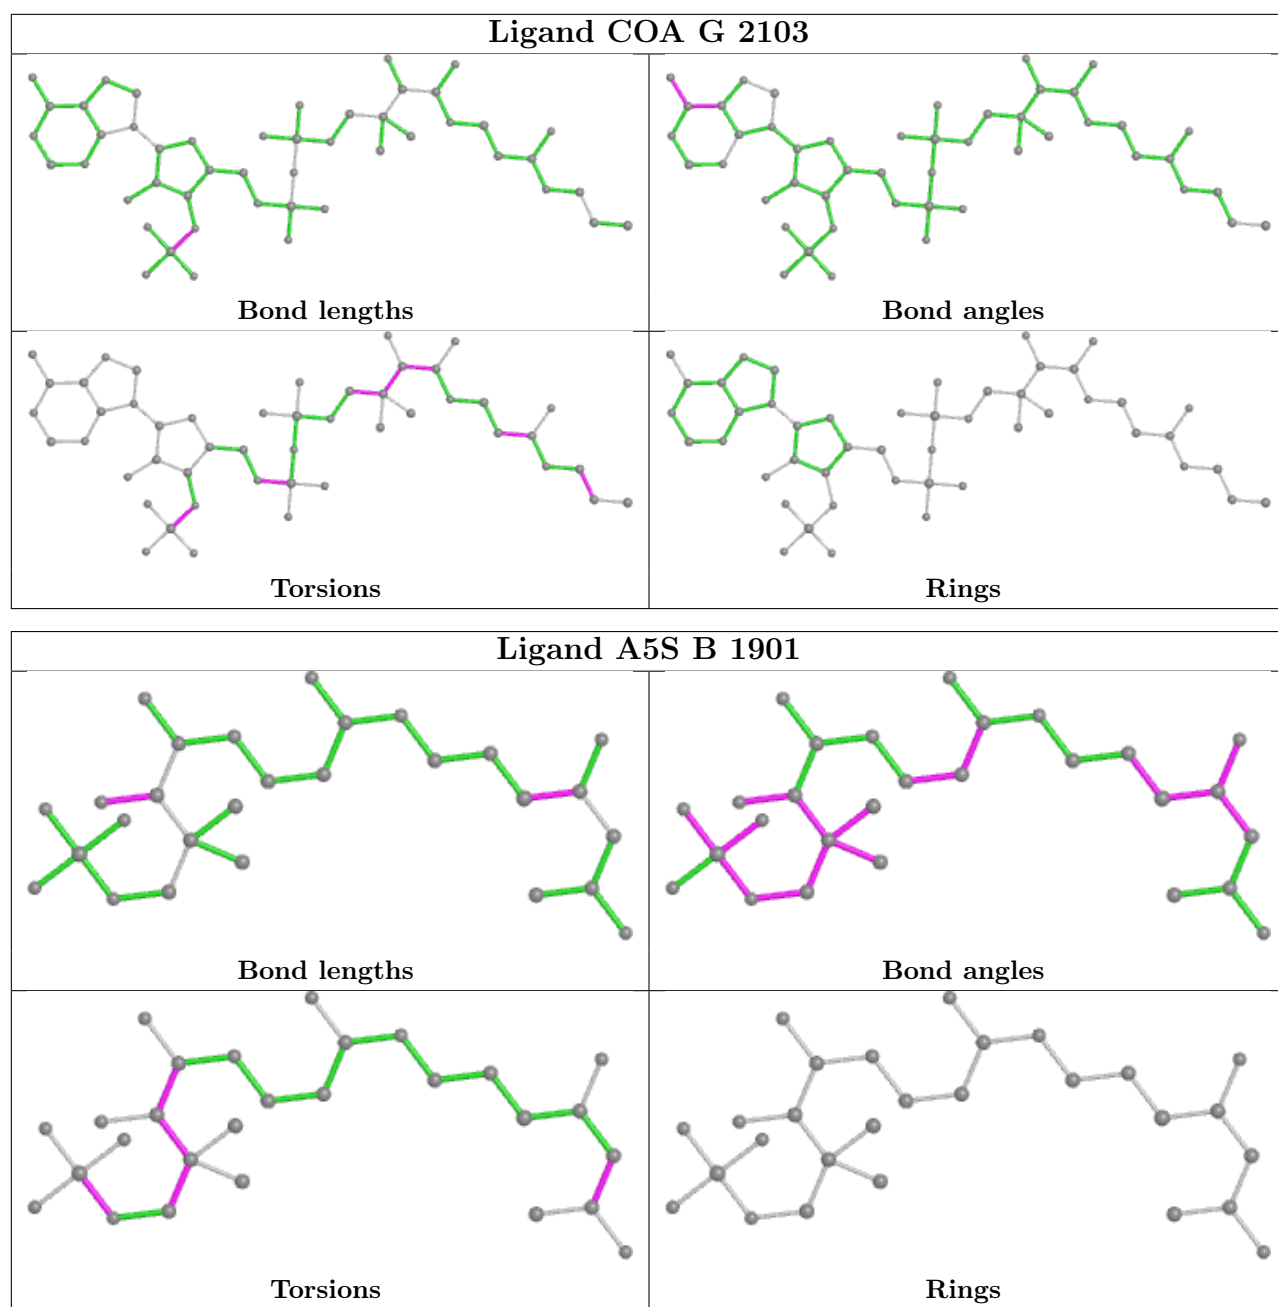 Ligand COA G 2103
Bond lengths
Bond angles
Torsions
Rings
Ligand A5S B 1901
Bond lengths
Bond angles
Torsions
Rings